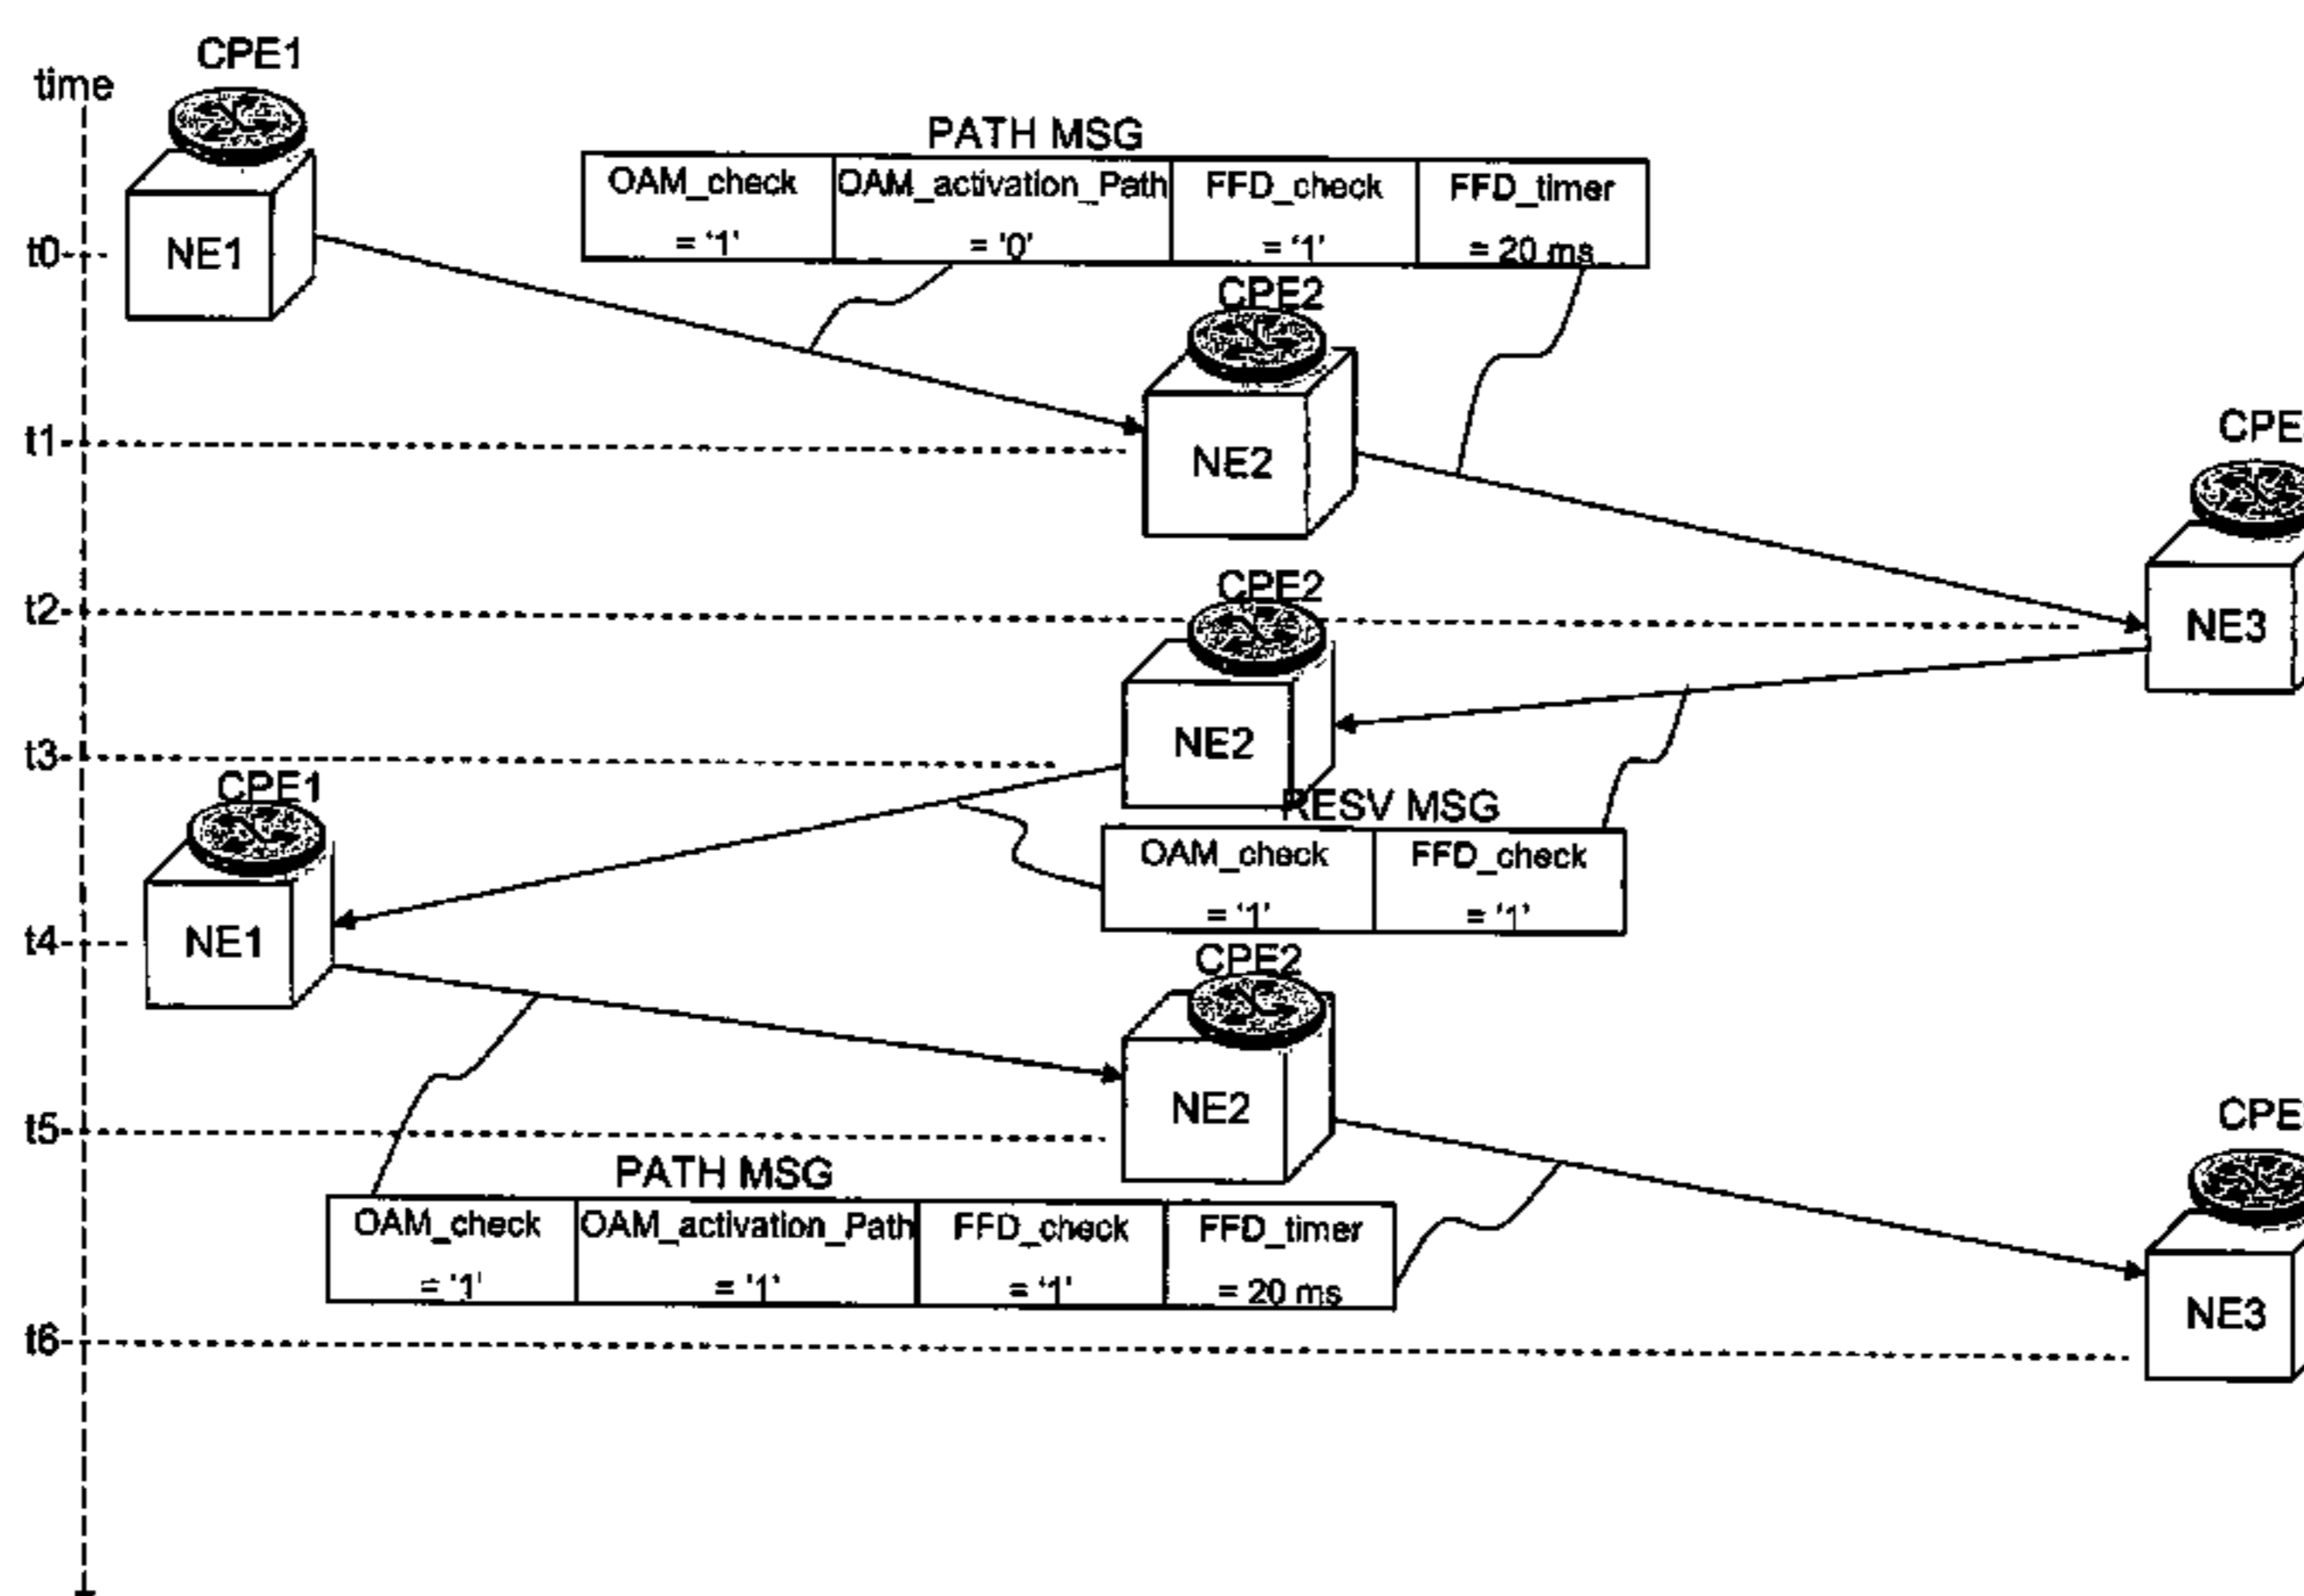 CPE1
time
PATH MSG
OAM_check OAM_activation_Path FFD_check FFD_timer
= '1' = '0' = '1' = 20 ms
t0
NE1
CPE2
t1
NE2
CPE
CPE2
t2
NE3
NE2
t3
CPE1
RESV MSG
OAM_check FFD_check
= '1' = '1'
t4
NE1
CPE2
NE2
t5
CPE
PATH MSG
OAM_check OAM_activation_Path FFD_check FFD_timer
= '1' = '1' = '1' = 20 ms
NE3
t6